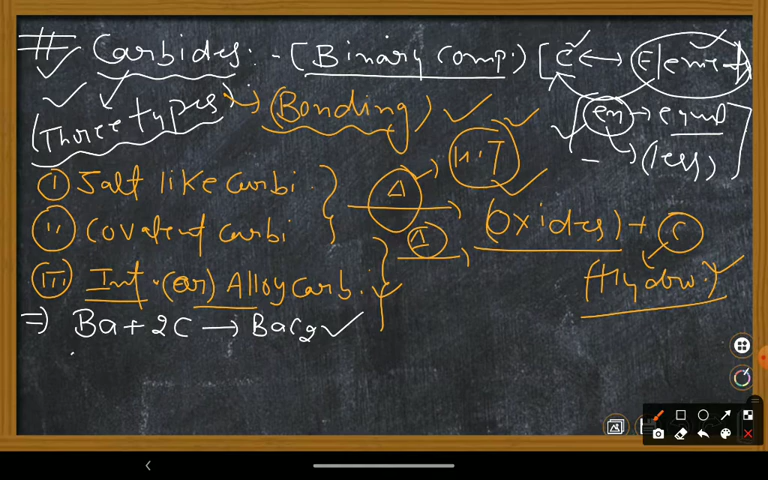 # Carbides: - [Binary comp.) [C ↔ Element
(Three types) → (Bonding) en → equal
- → (less)
(i) Salt like Carbi. Δ → H.T
(ii) Covalent carbi (Oxides) + C
(iii) Int. (or) Alloy carb. (Hydro.)
⇒ Ba + 2C → BaC2